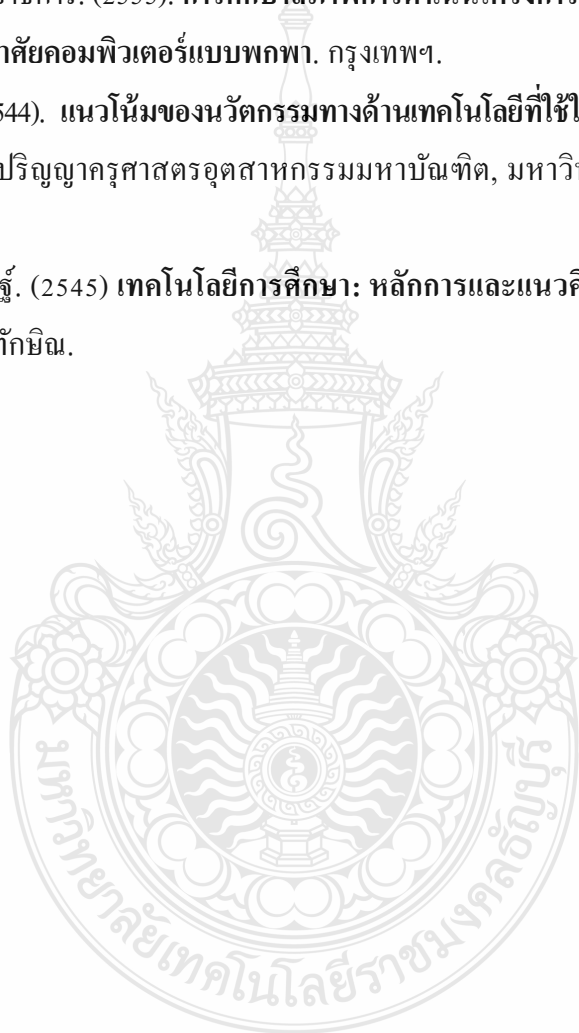 าศัยคอมพิวเตอร์แบบพกพา. กรุงเทพฯ.
544). แนวโน้มของนวัตกรรมทางด้านเทคโนโลยีที่ใช้ใ
ปริญญาครุศาสตรอุตสาหกรรมมหาบัณฑิต, มหาวิท
ฐ์. (2545) เทคโนโลยีการศึกษา: หลักการและแนวคิ
ทักษิณ.
มหาวิทยาลัยเทคโนโลยีราชมงคลธัญบุรี